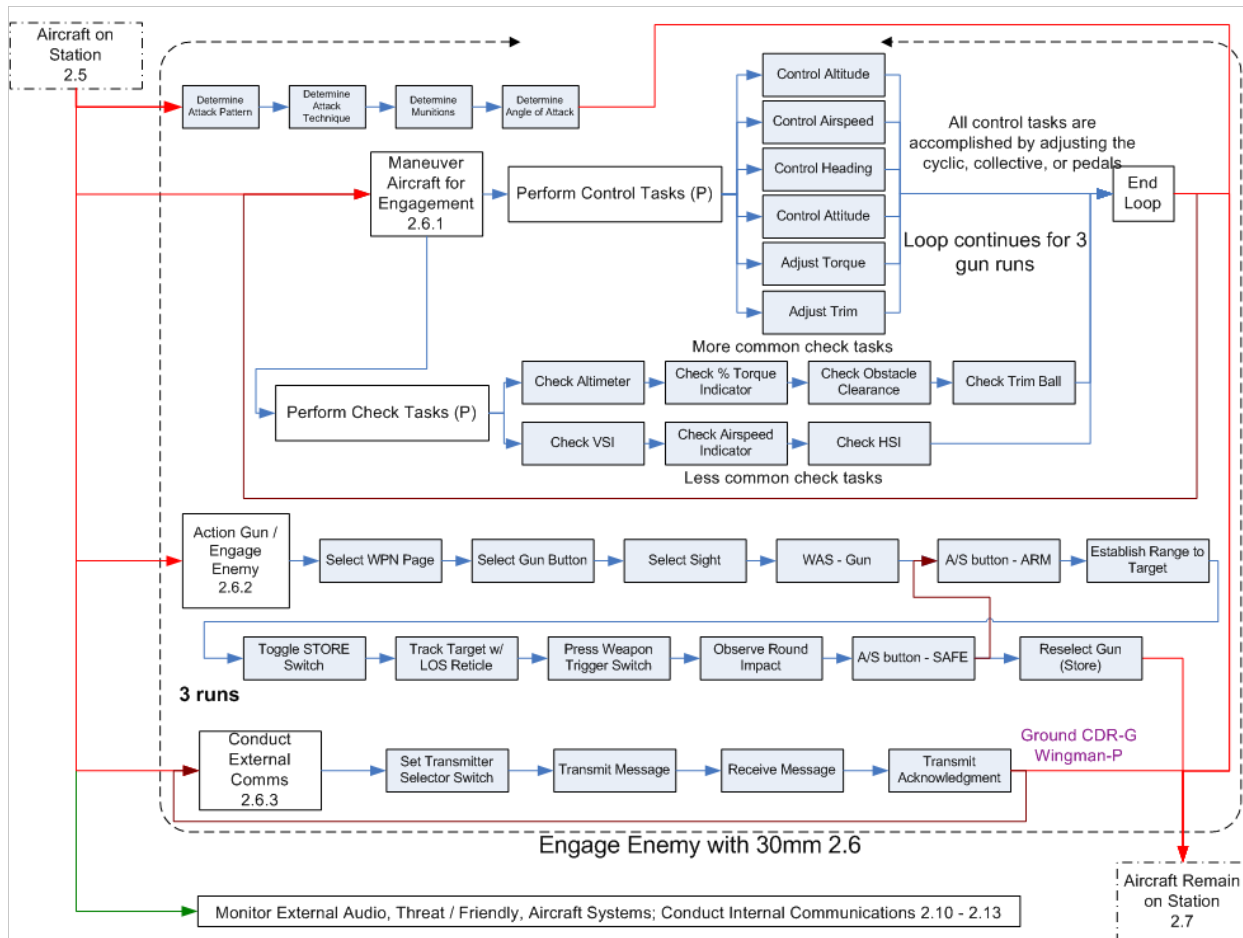 Aircraft on
Station
2.5
Determine
Attack Pattern
Determine
Attack
Technique
Determine
Munitions
Determine
Angle of Attack
Maneuver
Aircraft for
Engagement
2.6.1
Perform Control Tasks (P)
Control Altitude
Control Airspeed
Control Heading
Control Attitude
Adjust Torque
Adjust Trim
All control tasks are
accomplished by adjusting the
cyclic, collective, or pedals
End
Loop
Loop continues for 3
gun runs
More common check tasks
Perform Check Tasks (P)
Check Altimeter
Check % Torque
Indicator
Check Obstacle
Clearance
Check Trim Ball
Check VSI
Check Airspeed
Indicator
Check HSI
Less common check tasks
Action Gun /
Engage
Enemy
2.6.2
Select WPN Page
Select Gun Button
Select Sight
WAS - Gun
A/S button - ARM
Establish Range to
Target
Toggle STORE
Switch
Track Target w/
LOS Reticle
Press Weapon
Trigger Switch
Observe Round
Impact
A/S button - SAFE
Reselect Gun
(Store)
3 runs
Conduct
External
Comms
2.6.3
Set Transmitter
Selector Switch
Transmit Message
Receive Message
Transmit
Acknowledgment
Ground CDR-G
Wingman-P
Engage Enemy with 30mm 2.6
Monitor External Audio, Threat / Friendly, Aircraft Systems; Conduct Internal Communications 2.10 - 2.13
Aircraft Remain
on Station
2.7